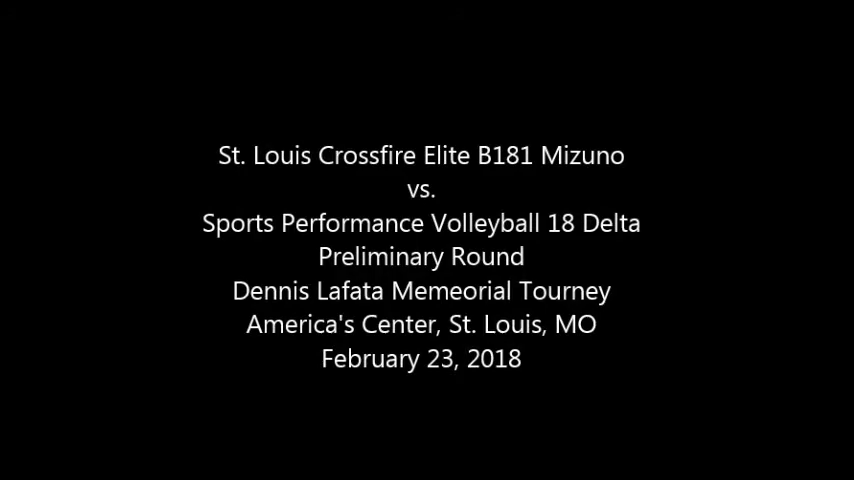 St. Louis Crossfire Elite B181 Mizuno
vs.
Sports Performance Volleyball 18 Delta
Preliminary Round
Dennis Lafata Memeorial Tourney
America's Center, St. Louis, MO
February 23, 2018